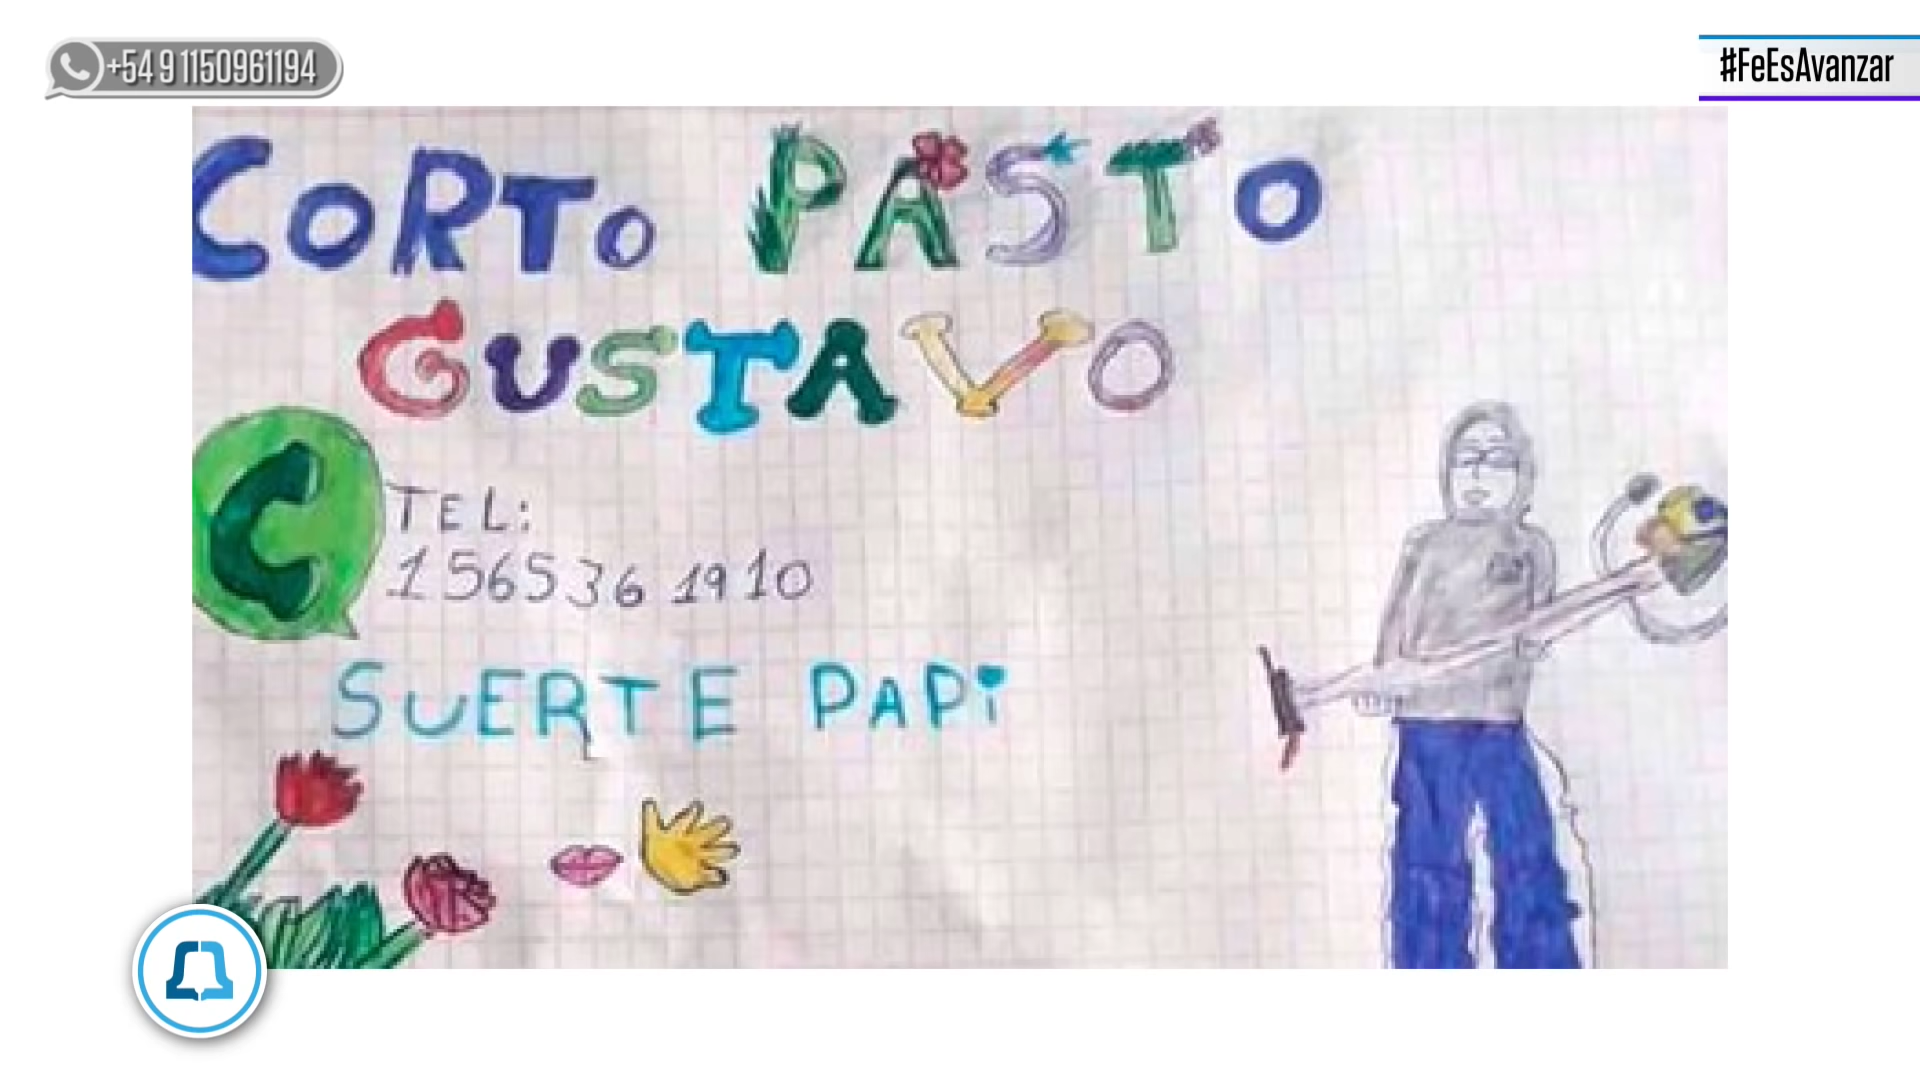 +54 9 1150961194
#FeEsAvanzar
CORTO PASTO
GUSTAVO
TEL:
1565361910
SUERTE PAPi